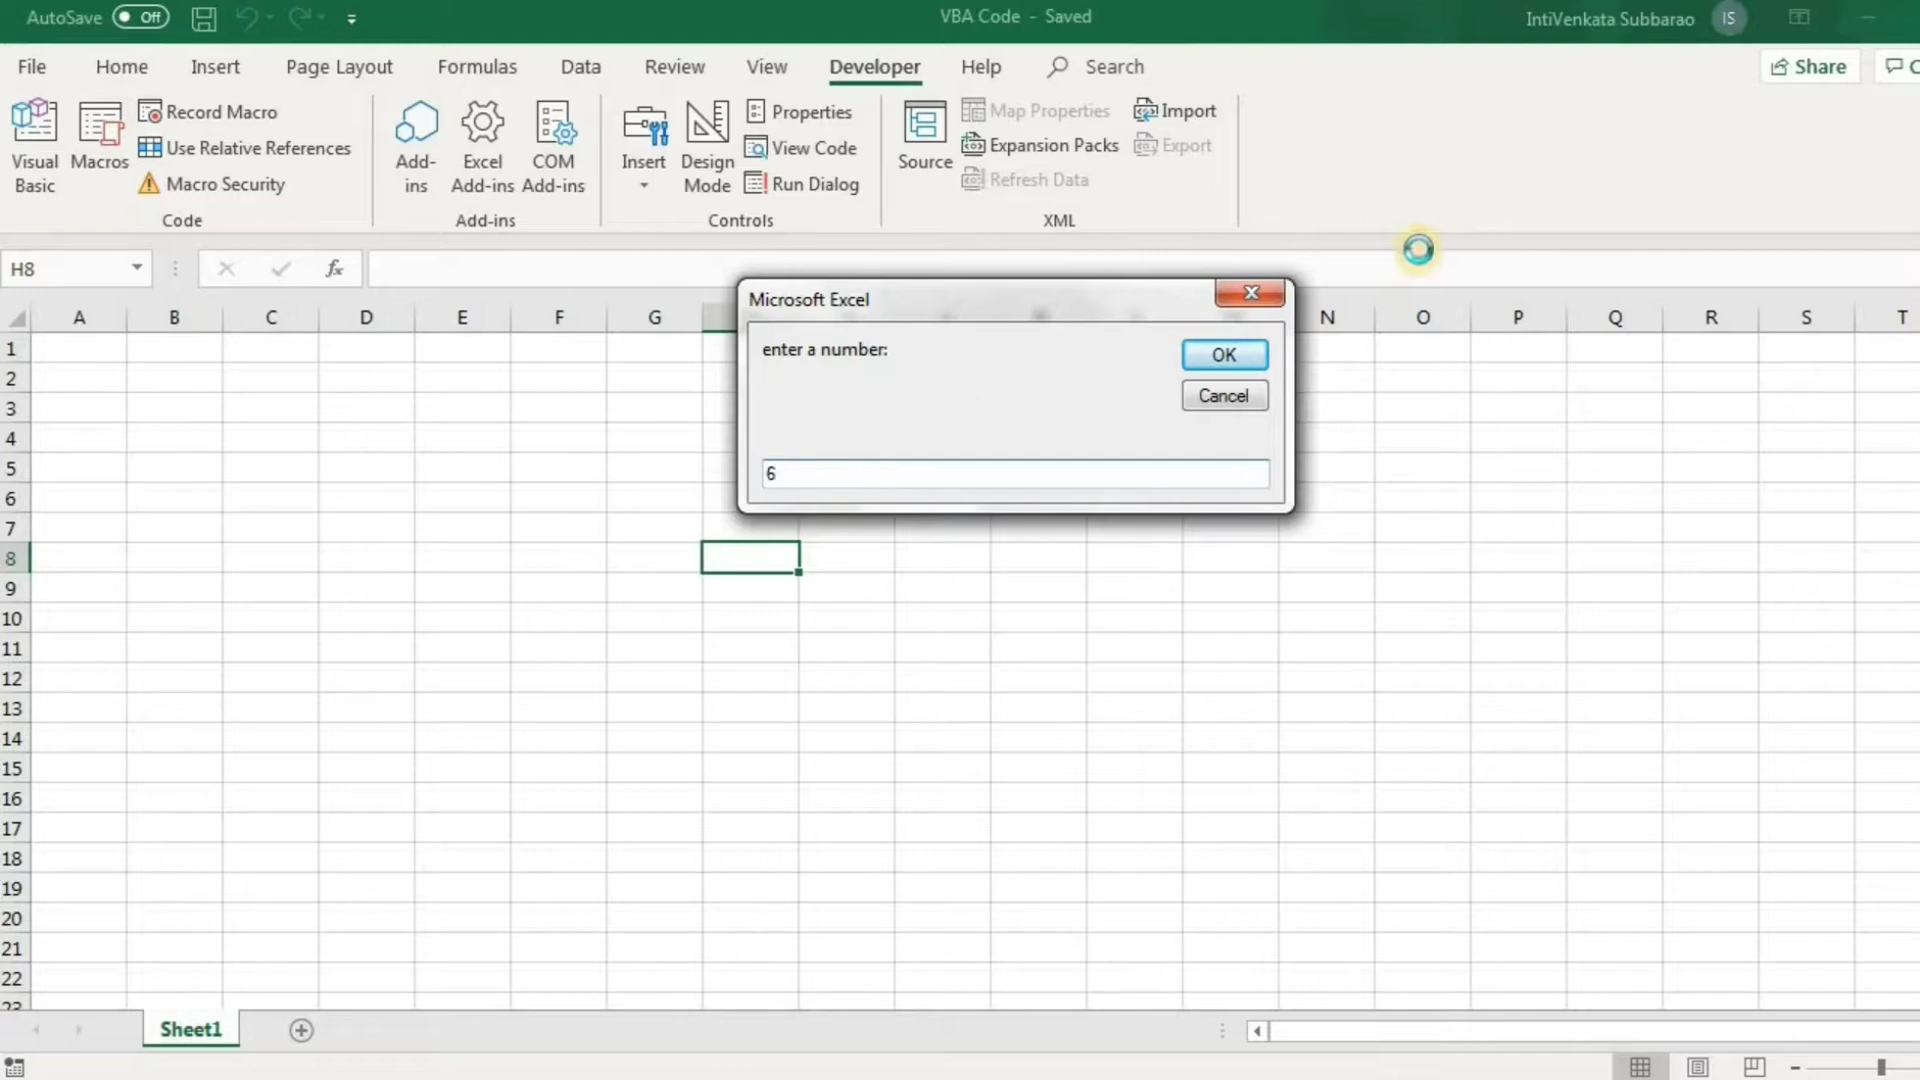 AutoSave Off VBA Code - Saved IntiVenkata Subbarao IS
File Home Insert Page Layout Formulas Data Review View Developer Help Search Share
Visual Basic
Macros
Record Macro
Use Relative References
Macro Security
Code
Add-ins
Excel Add-ins
COM Add-ins
Add-ins
Insert
Design Mode
Properties
View Code
Run Dialog
Controls
Source
Map Properties
Expansion Packs
Refresh Data
Import
Export
XML
H8 fx
Microsoft Excel
enter a number:
OK
Cancel
6
A B C D E F G N O P Q R S T
1
2
3
4
5
6
7
8
9
10
11
12
13
14
15
16
17
18
19
20
21
22
23
Sheet1